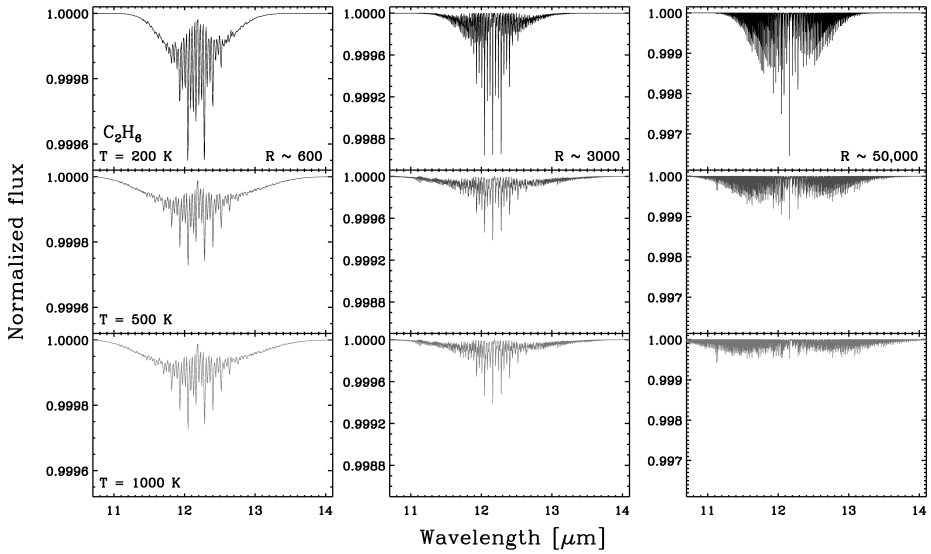 1.0000
0.9998
0.9996
C₂H₆
T = 200 K
R ~ 600
1.0000
0.9996
0.9992
0.9988
R ~ 3000
1.000
0.999
0.998
0.997
R ~ 50,000
1.0000
0.9998
0.9996
T = 500 K
1.0000
0.9996
0.9992
0.9988
1.000
0.999
0.998
0.997
1.0000
0.9998
0.9996
T = 1000 K
1.0000
0.9996
0.9992
0.9988
1.000
0.999
0.998
0.997
11 12 13 14
11 12 13 14
11 12 13 14
Normalized flux
Wavelength [μm]